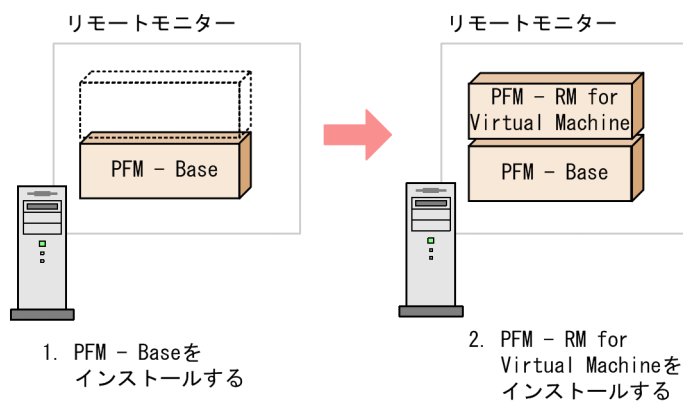 リモートモニター
PFM - Base
1. PFM - Baseを
インストールする
リモートモニター
PFM - RM for
Virtual Machine
PFM - Base
2. PFM - RM for
Virtual Machineを
インストールする